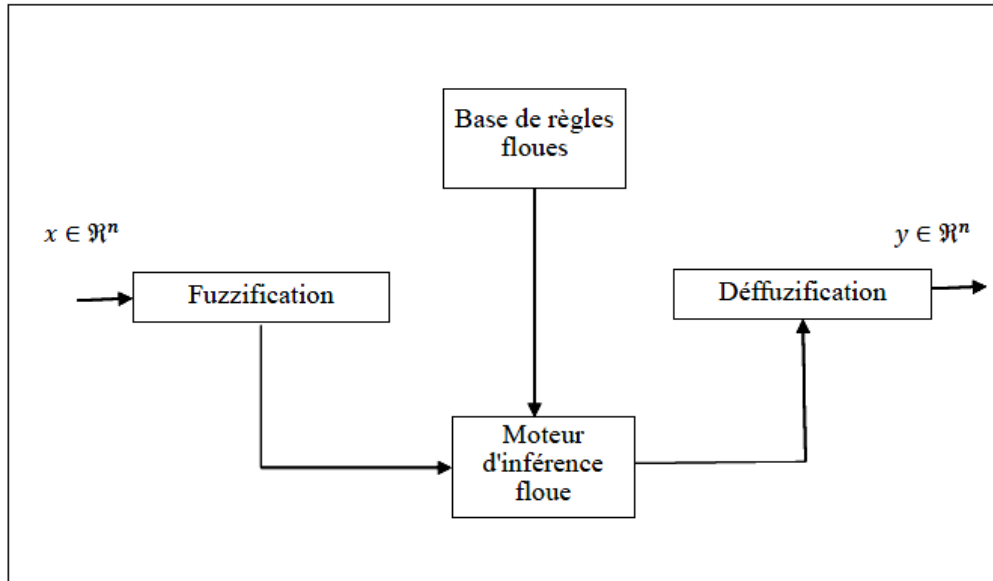 Base de règles
floues
x ∈ ℜⁿ
y ∈ ℜⁿ
Fuzzification
Déffuzification
Moteur
d'inférence
floue